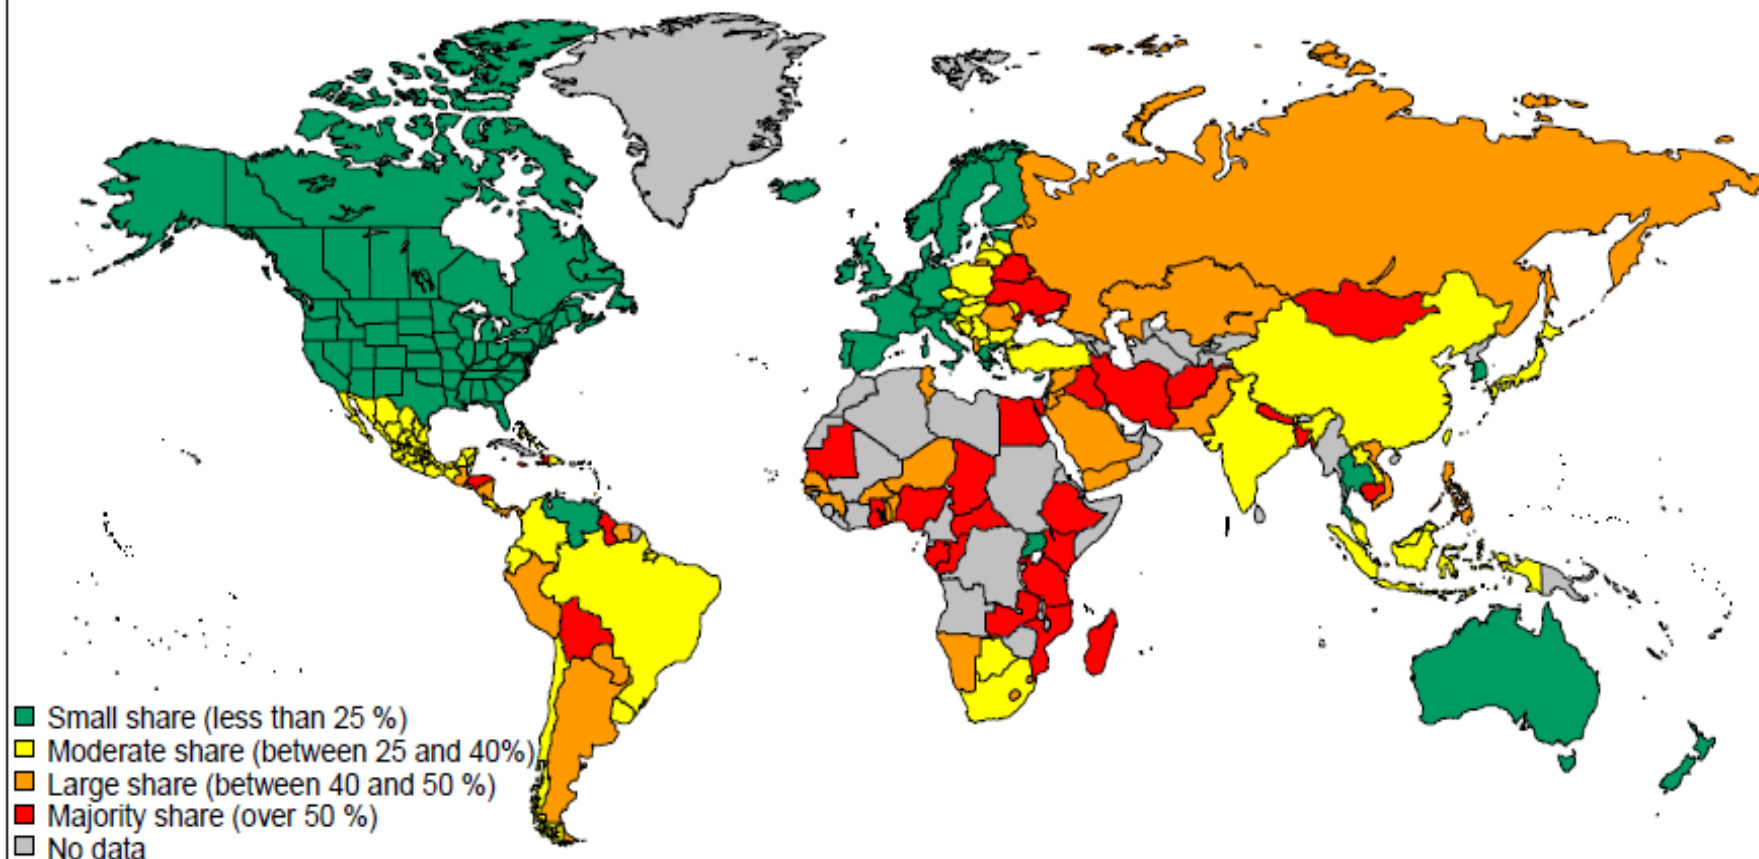 Small share (less than 25 %)
Moderate share (between 25 and 40%)
Large share (between 40 and 50 %)
Majority share (over 50 %)
No data